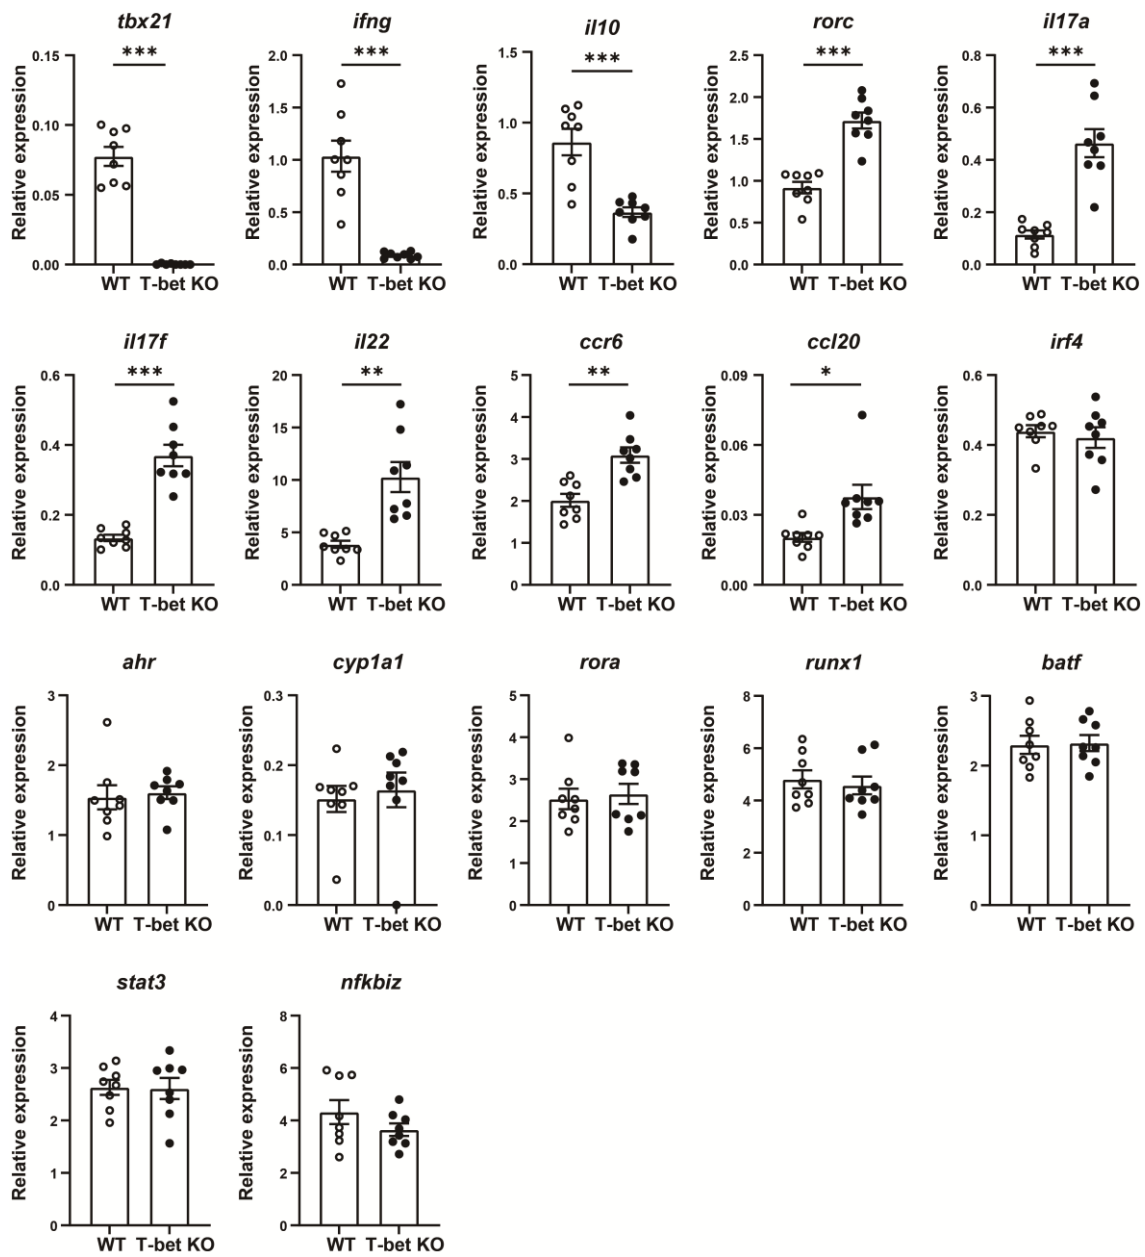 tbx21
Relative expression
0.15
0.10
0.05
0.00
***
WT T-bet KO
ifng
Relative expression
2.0
1.5
1.0
0.5
0.0
***
WT T-bet KO
il10
Relative expression
1.5
1.0
0.5
0.0
***
WT T-bet KO
rorc
Relative expression
2.5
2.0
1.5
1.0
0.5
0.0
***
WT T-bet KO
il17a
Relative expression
0.8
0.6
0.4
0.2
0.0
***
WT T-bet KO
il17f
Relative expression
0.6
0.4
0.2
0.0
***
WT T-bet KO
il22
Relative expression
20
15
10
5
0
**
WT T-bet KO
ccr6
Relative expression
5
4
3
2
1
0
**
WT T-bet KO
ccl20
Relative expression
0.09
0.06
0.03
0.00
*
WT T-bet KO
irf4
Relative expression
0.6
0.4
0.2
0.0
WT T-bet KO
ahr
Relative expression
3
2
1
0
WT T-bet KO
cyp1a1
Relative expression
0.3
0.2
0.1
0.0
WT T-bet KO
rora
Relative expression
5
4
3
2
1
0
WT T-bet KO
runx1
Relative expression
8
6
4
2
0
WT T-bet KO
batf
Relative expression
3
2
1
0
WT T-bet KO
stat3
Relative expression
4
3
2
1
0
WT T-bet KO
nfkbiz
Relative expression
8
6
4
2
0
WT T-bet KO